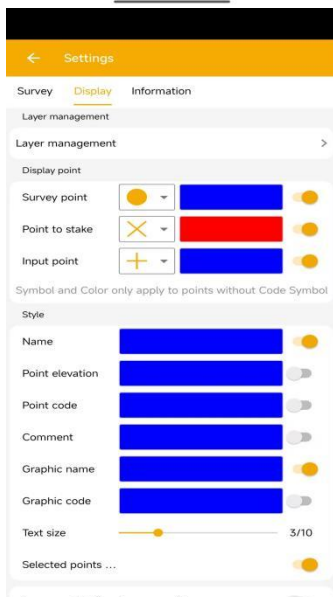 Settings
Survey Display Information
Layer management
Layer management
Display point
Survey point
Point to stake
Input point
Symbol and Color only apply to points without Code Symbol
Style
Name
Point elevation
Point code
Comment
Graphic name
Graphic code
Text size 3/10
Selected points ...